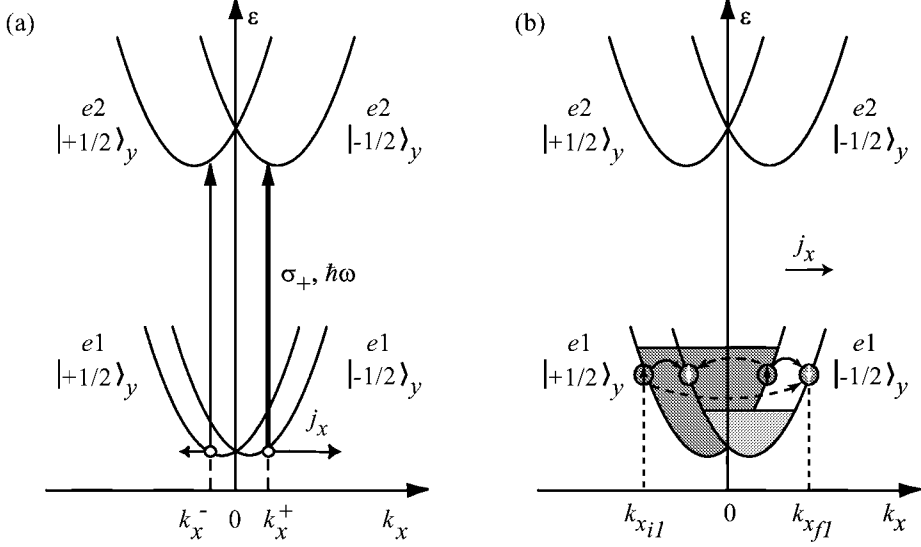 (a)
ε
e2
|+1/2⟩y
e2
|-1/2⟩y
σ+, ħω
e1
|+1/2⟩y
e1
|-1/2⟩y
jx
kx-
0
kx+
kx
(b)
ε
e2
|+1/2⟩y
e2
|-1/2⟩y
jx
e1
|+1/2⟩y
e1
|-1/2⟩y
kxi1
0
kxf1
kx